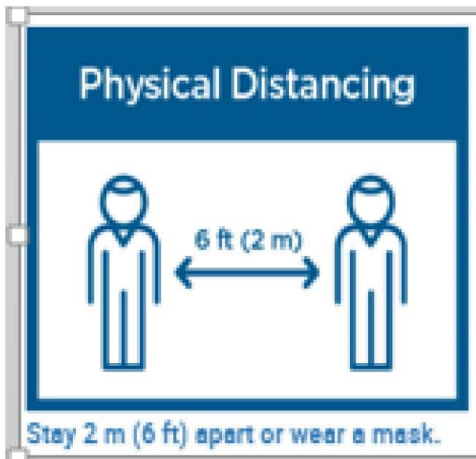 Physical Distancing
6 ft (2 m)
Stay 2 m (6 ft) apart or wear a mask.